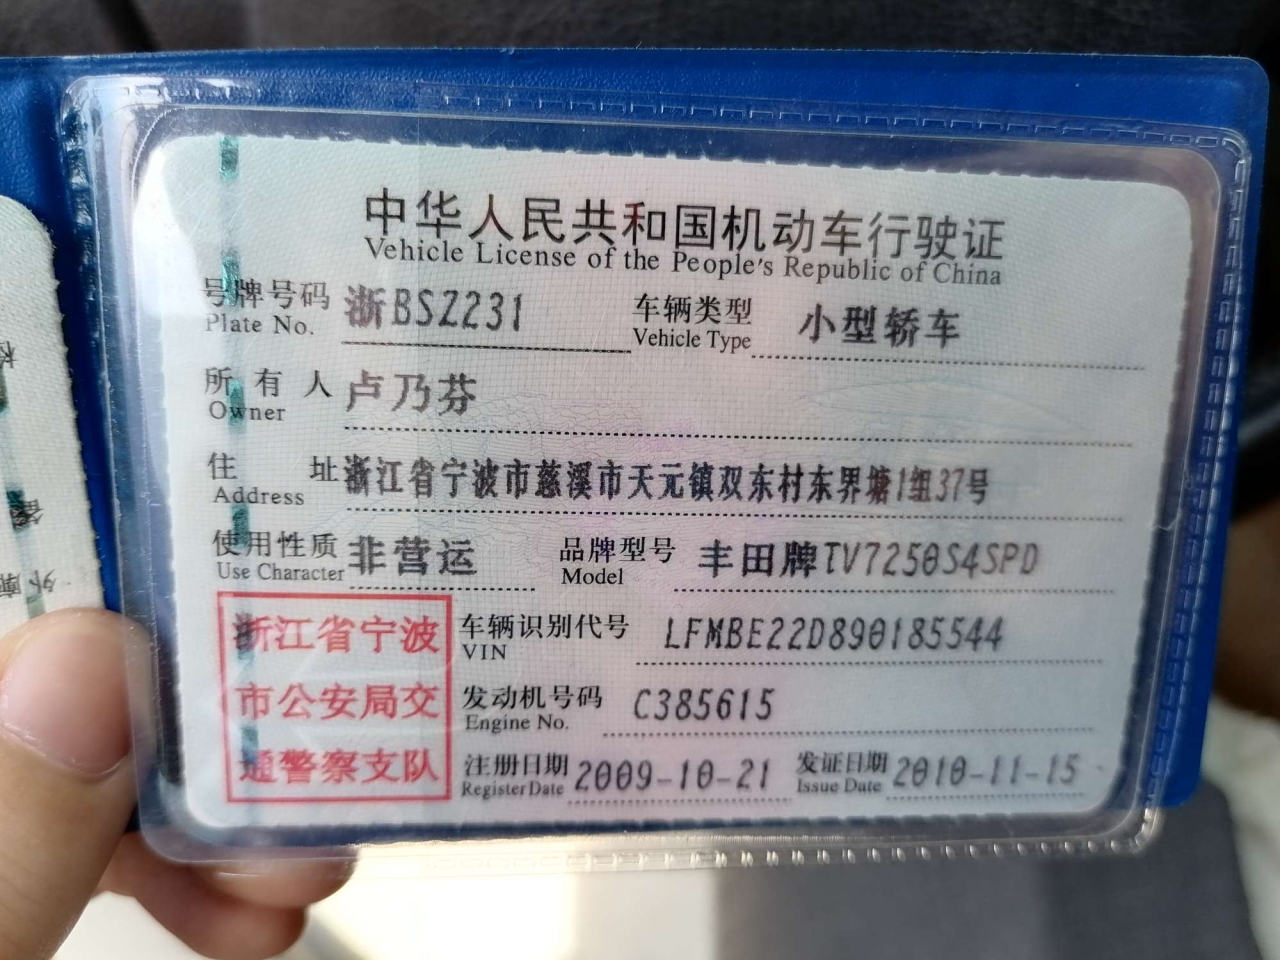 中华人民共和国机动车行驶证
Vehicle License of the People's Republic of China
号牌号码 浙BSZ231 车辆类型 小型轿车
Plate No. Vehicle Type
所有人 卢乃芬
Owner
住址 浙江省宁波市慈溪市天元镇双东村东界塘1组37号
Address
使用性质 非营运 品牌型号 丰田牌TV7250S4SPD
Use Character Model
浙江省宁波 车辆识别代号 LFMBE22D890185544
VIN
市公安局交 发动机号码 C385615
Engine No.
通警察支队 注册日期 2009-10-21 发证日期 2010-11-15
Register Date Issue Date